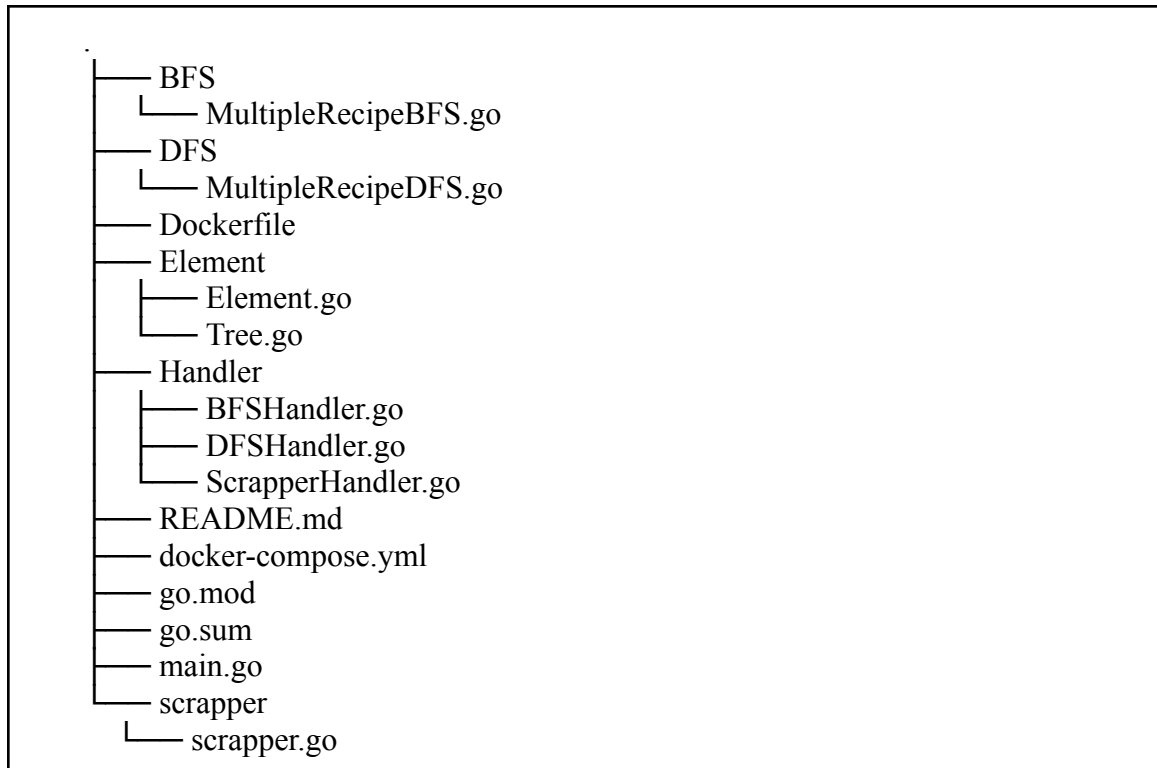 .
├── BFS
│   └── MultipleRecipeBFS.go
├── DFS
│   └── MultipleRecipeDFS.go
├── Dockerfile
├── Element
│   ├── Element.go
│   └── Tree.go
├── Handler
│   ├── BFSHandler.go
│   ├── DFSHandler.go
│   └── ScrapperHandler.go
├── README.md
├── docker-compose.yml
├── go.mod
├── go.sum
├── main.go
└── scrapper
    └── scrapper.go